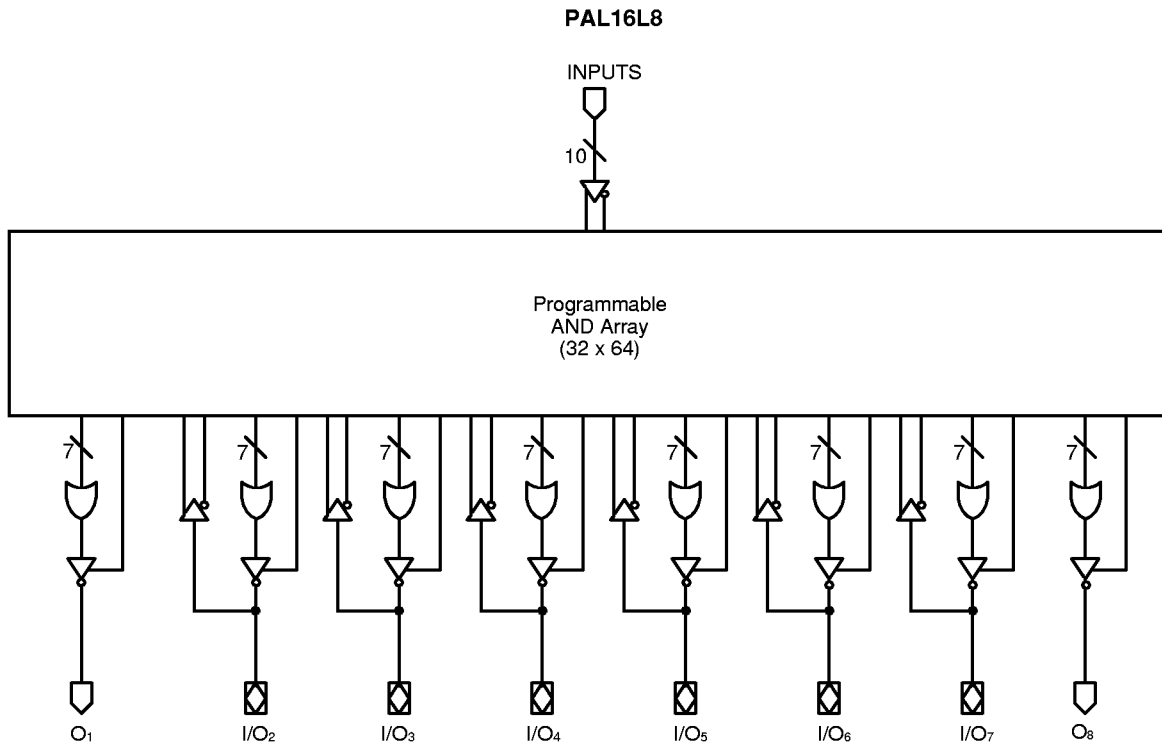 PAL16L8
INPUTS
10
Programmable
AND Array
(32 x 64)
7 7 7 7 7 7 7 7
O1 I/O2 I/O3 I/O4 I/O5 I/O6 I/O7 O8